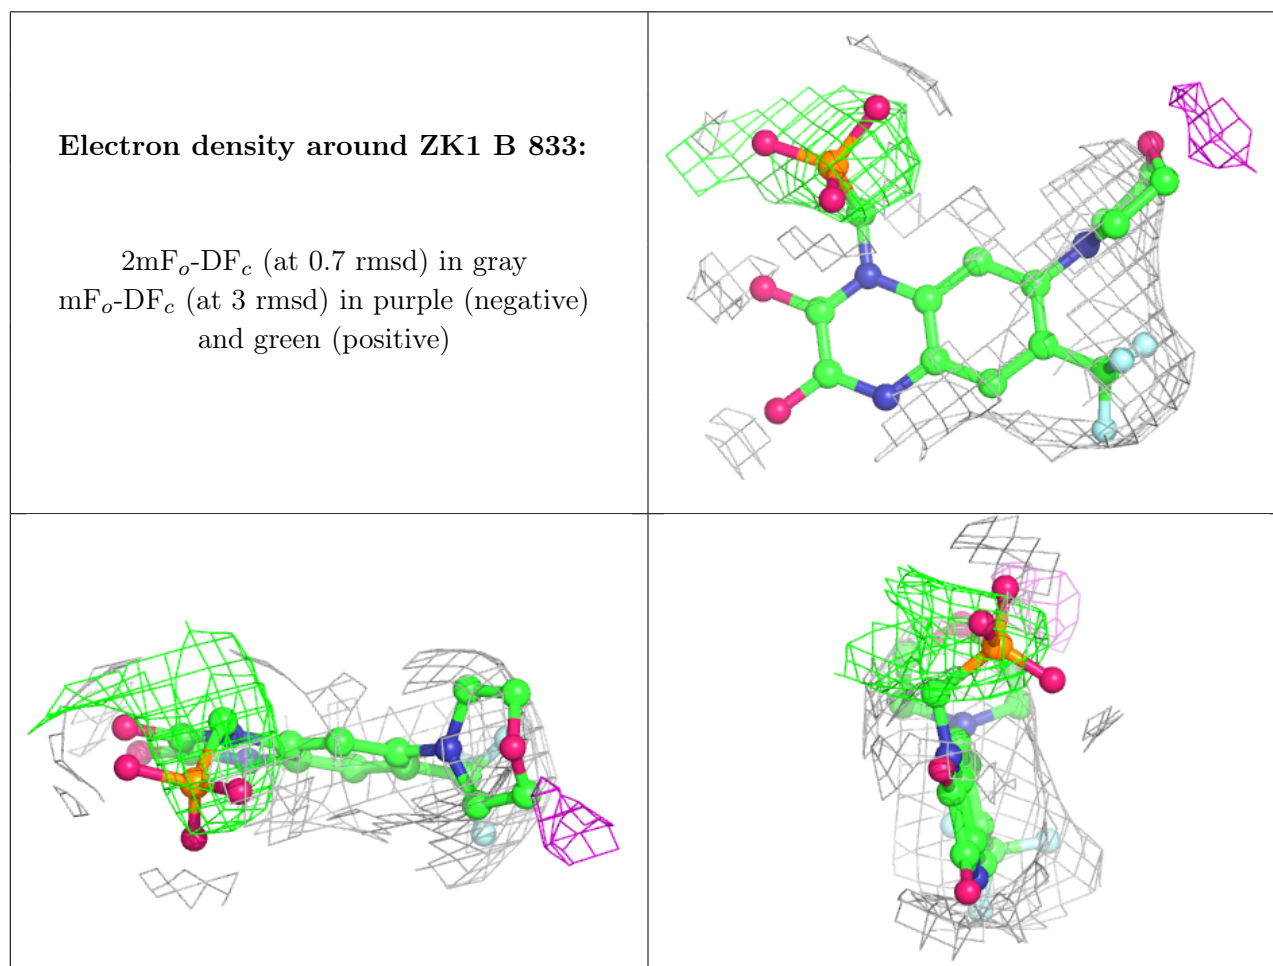 Electron density around ZK1 B 833:
2mFo-DFc (at 0.7 rmsd) in gray
mFo-DFc (at 3 rmsd) in purple (negative)
and green (positive)